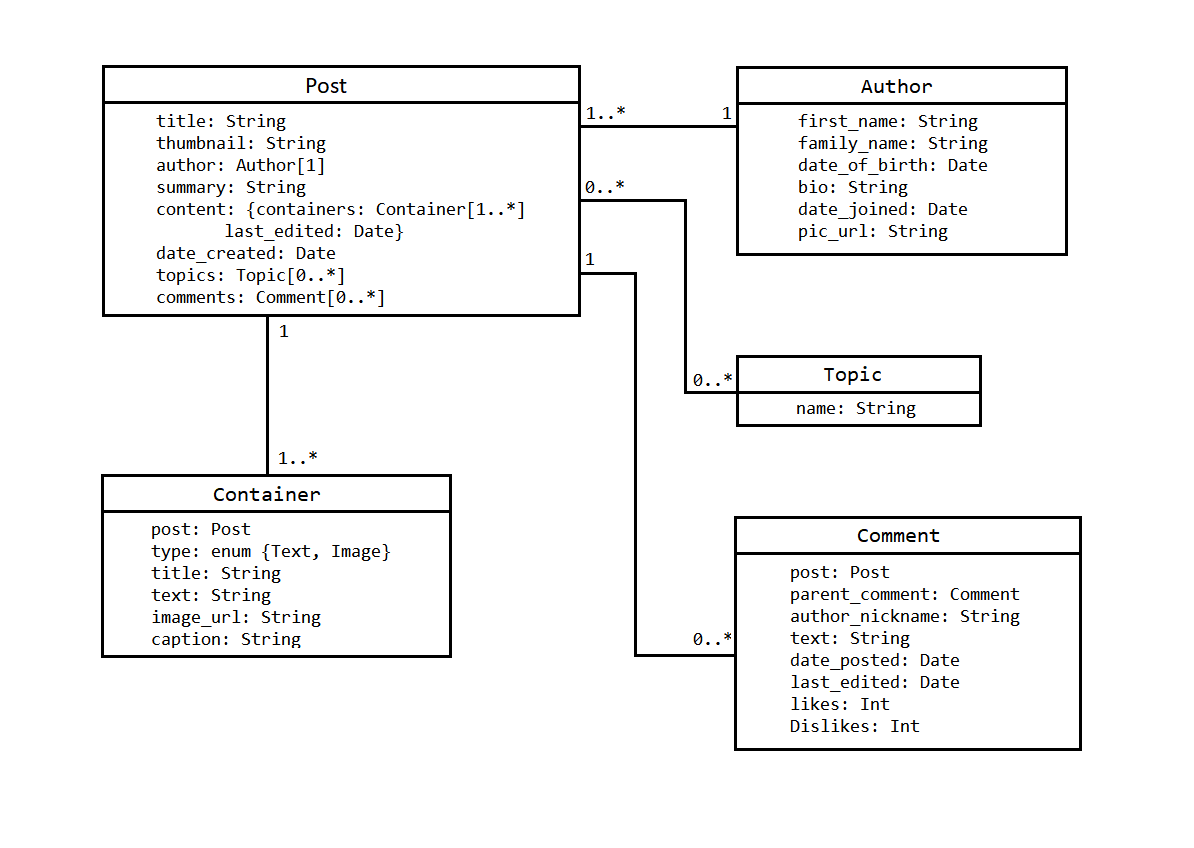 Post
title: String
thumbnail: String
author: Author[1]
summary: String
content: {containers: Container[1..*]
last_edited: Date}
date_created: Date
topics: Topic[0..*]
comments: Comment[0..*]
1..*
1
0..*
1
Author
first_name: String
family_name: String
date_of_birth: Date
bio: String
date_joined: Date
pic_url: String
1
1..*
0..*
Topic
name: String
Container
post: Post
type: enum {Text, Image}
title: String
text: String
image_url: String
caption: String
0..*
Comment
post: Post
parent_comment: Comment
author_nickname: String
text: String
date_posted: Date
last_edited: Date
likes: Int
Dislikes: Int